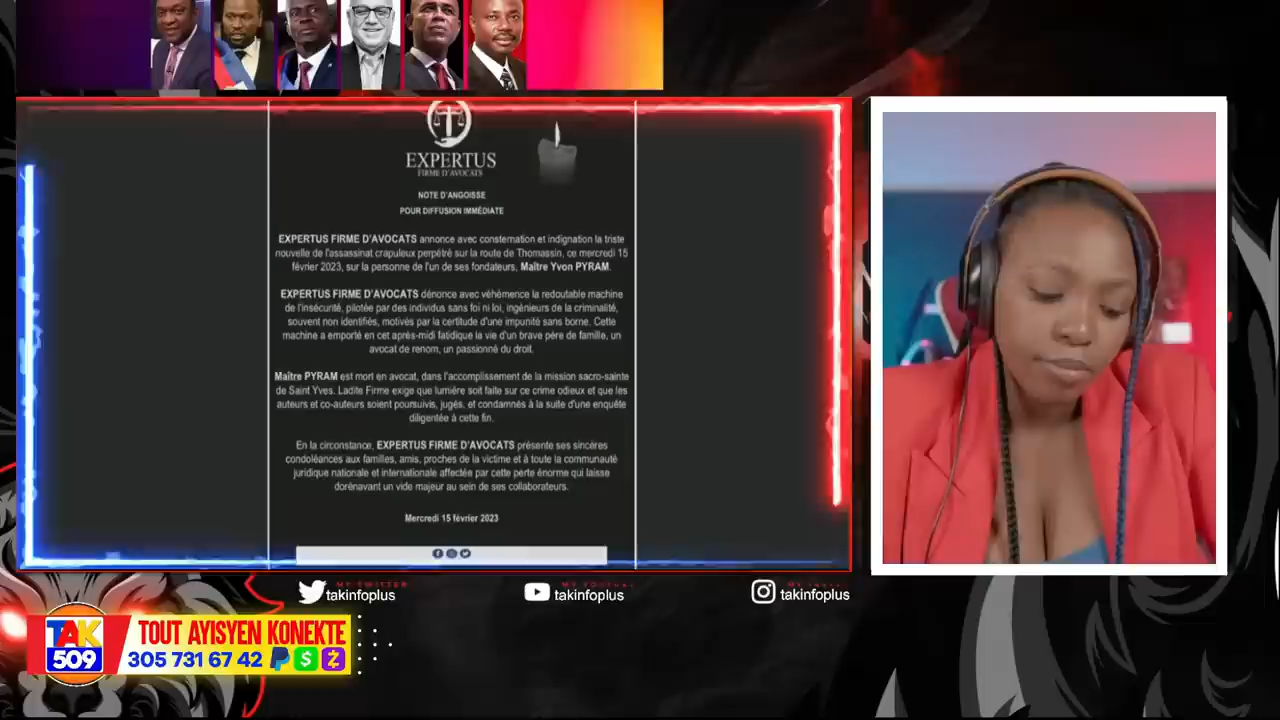 EXPERTUS
FIRME D'AVOCATS
NOTE D'ANGOISSE
POUR DIFFUSION IMMÉDIATE
EXPERTUS FIRME D'AVOCATS annonce avec consternation et indignation la triste
nouvelle de l'assassinat crapuleux perpétré sur la route de Thomassin, ce mercredi 15
février 2023, sur la personne de l'un de ses fondateurs, Maître Yvon PYRAM.
EXPERTUS FIRME D'AVOCATS dénonce avec véhémence la redoutable machine
de l'insécurité, pilotée par des individus sans foi ni loi, ingénieurs de la criminalité,
souvent non identifiés, motivés par la certitude d'une impunité sans borne. Cette
machine a emporté en cet après-midi fatidique la vie d'un brave père de famille, un
avocat de renom, un passionné du droit.
Maître PYRAM est mort en avocat, dans l'accomplissement de la mission sacro-sainte
de Saint Yves. Ladite Firme exige que lumière soit faite sur ce crime odieux et que les
auteurs et co-auteurs soient poursuivis, jugés, et condamnés à la suite d'une enquête
diligentée à cette fin.
En la circonstance, EXPERTUS FIRME D'AVOCATS présente ses sincères
condoléances aux familles, amis, proches de la victime et à toute la communauté
juridique nationale et internationale affectée par cette perte énorme qui laisse
dorénavant un vide majeur au sein de ses collaborateurs.
Mercredi 15 février 2023
MY TWITTER
takinfoplus
MY YOUTUBE
takinfoplus
takinfoplus
TAK
509
TOUT AYISYEN KONEKTE
305 731 67 42